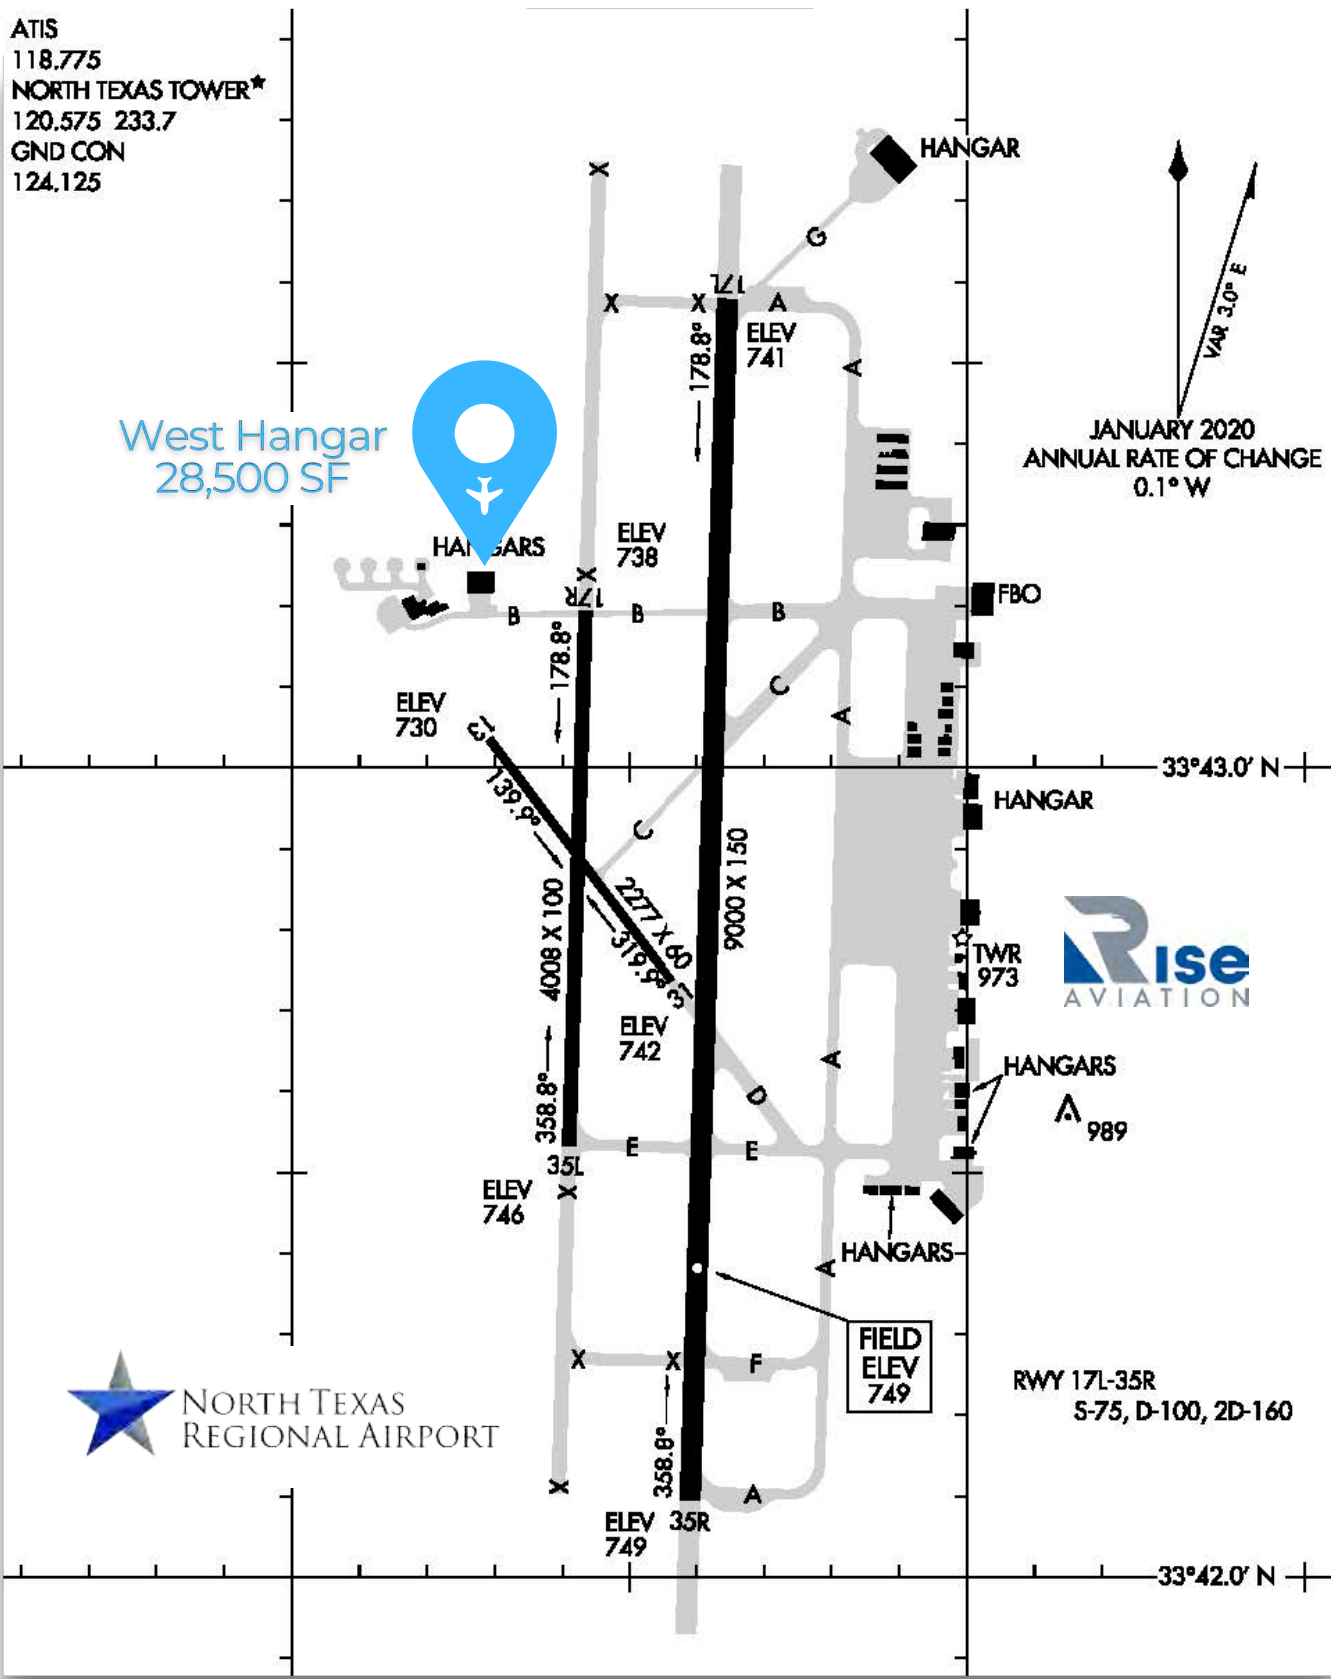 ATIS
118.775
NORTH TEXAS TOWER★
120.575 233.7
GND CON
124.125
HANGAR
G
X
17L
X
X
A
ELEV
741
178.8°
A
VAR 3.0° E
JANUARY 2020
ANNUAL RATE OF CHANGE
0.1° W
West Hangar
28,500 SF
HANGARS
ELEV
738
X
17R
B
B
B
FBO
178.8°
C
A
ELEV
730
13
33°43.0' N
139.9°
HANGAR
C
9000 X 150
4008 X 100
2277 X 60
319.9°
31
TWR
973
RISE
AVIATION
ELEV
742
358.8°
D
A
HANGARS
989
E
E
35L
ELEV
746
X
HANGARS
A
FIELD
ELEV
749
X
X
F
RWY 17L-35R
S-75, D-100, 2D-160
NORTH TEXAS
REGIONAL AIRPORT
358.8°
X
A
ELEV
749
35R
33°42.0' N